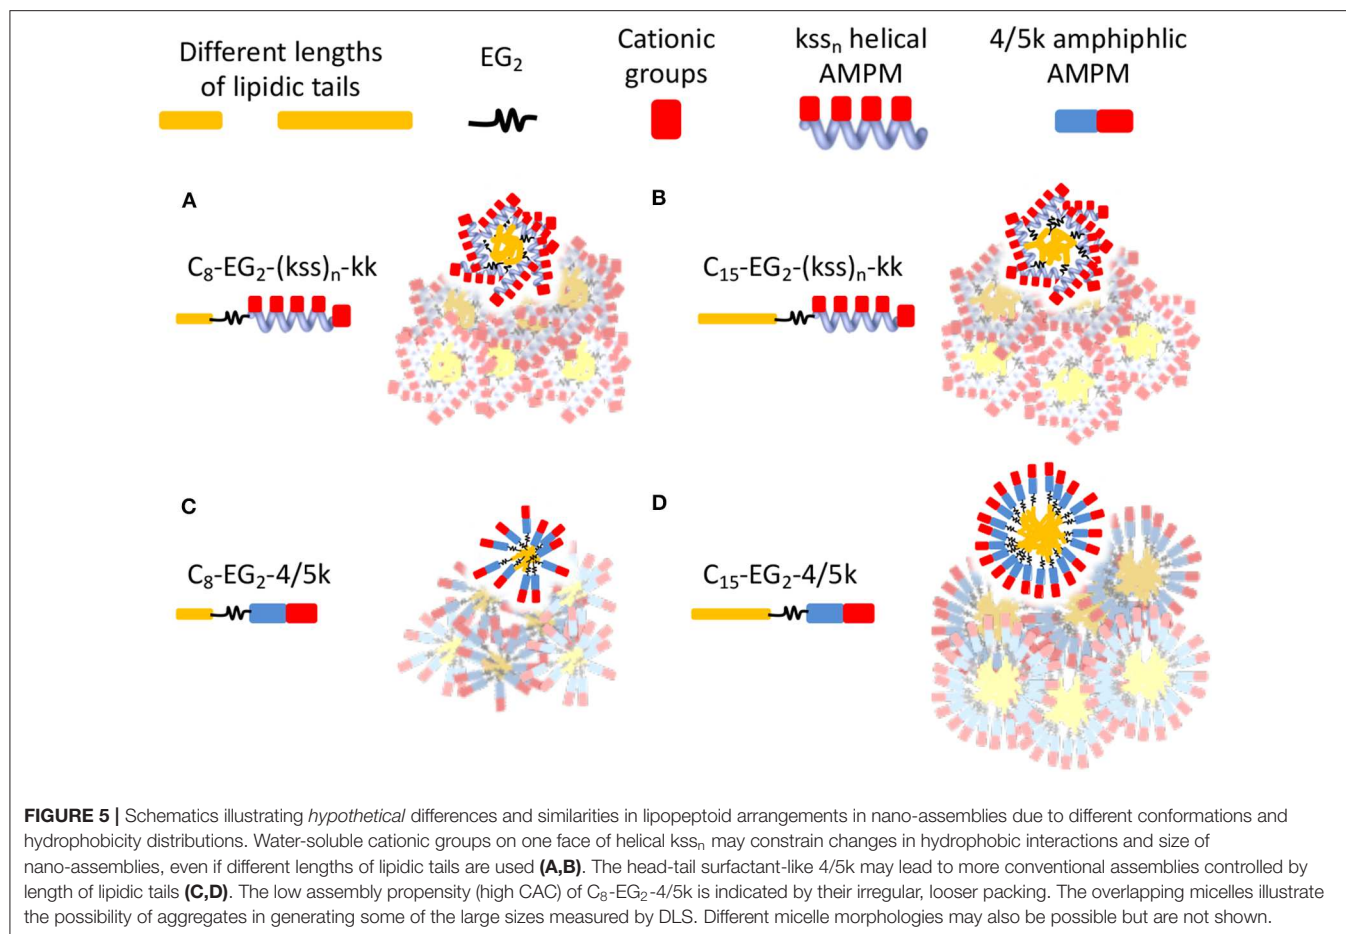 Different lengths
of lipidic tails
EG₂
Cationic
groups
kssₙ helical
AMPM
4/5k amphiphlic
AMPM
A
C₈-EG₂-(kss)ₙ-kk
B
C₁₅-EG₂-(kss)ₙ-kk
C
C₈-EG₂-4/5k
D
C₁₅-EG₂-4/5k
FIGURE 5 | Schematics illustrating hypothetical differences and similarities in lipopeptoid arrangements in nano-assemblies due to different conformations and
hydrophobicity distributions. Water-soluble cationic groups on one face of helical kssₙ may constrain changes in hydrophobic interactions and size of
nano-assemblies, even if different lengths of lipidic tails are used (A,B). The head-tail surfactant-like 4/5k may lead to more conventional assemblies controlled by
length of lipidic tails (C,D). The low assembly propensity (high CAC) of C₈-EG₂-4/5k is indicated by their irregular, looser packing. The overlapping micelles illustrate
the possibility of aggregates in generating some of the large sizes measured by DLS. Different micelle morphologies may also be possible but are not shown.